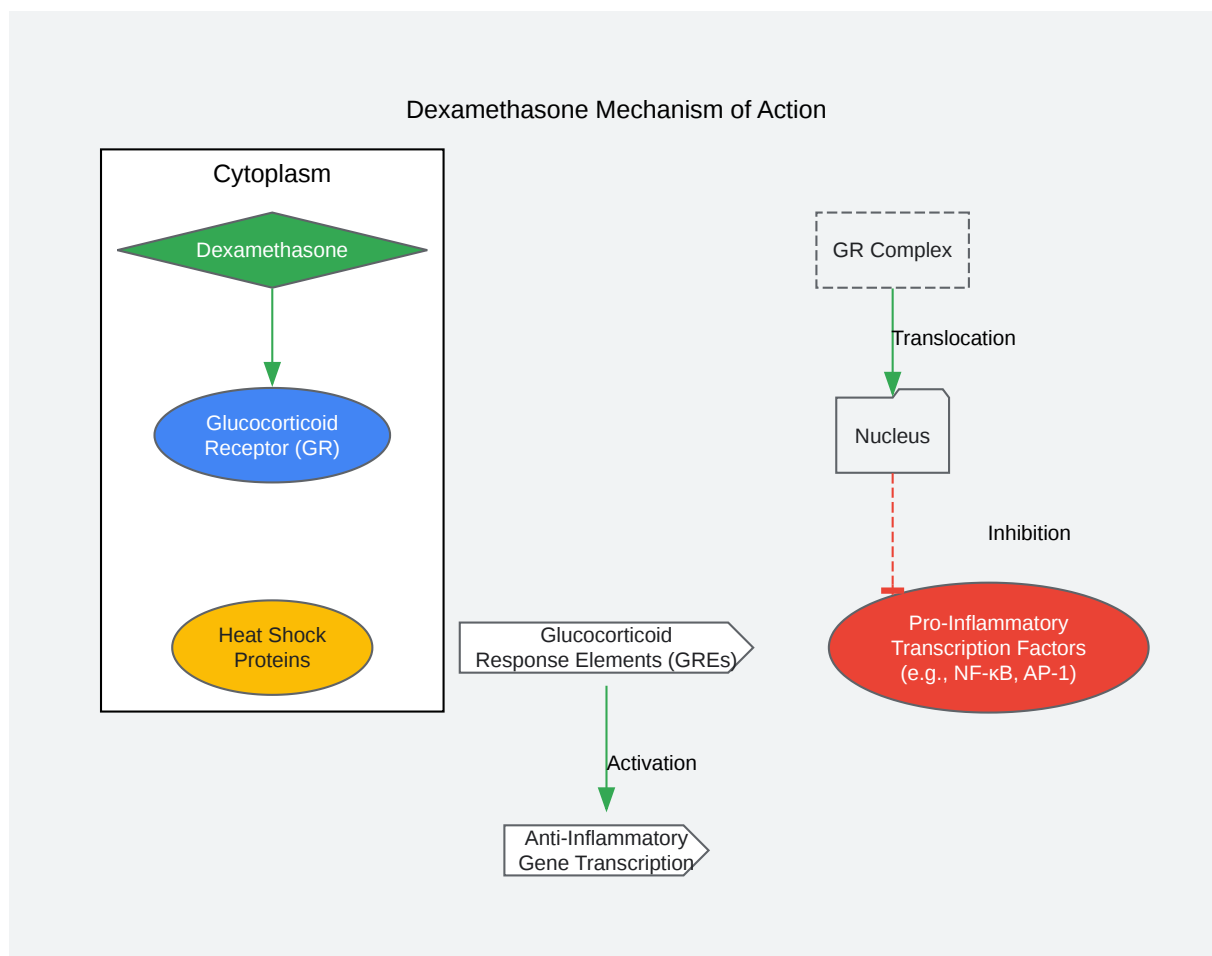 Dexamethasone Mechanism of Action
Cytoplasm
Dexamethasone
Glucocorticoid
Receptor (GR)
Heat Shock
Proteins
GR Complex
Translocation
Nucleus
Inhibition
Pro-Inflammatory
Transcription Factors
(e.g., NF-κB, AP-1)
Glucocorticoid
Response Elements (GREs)
Activation
Anti-Inflammatory
Gene Transcription